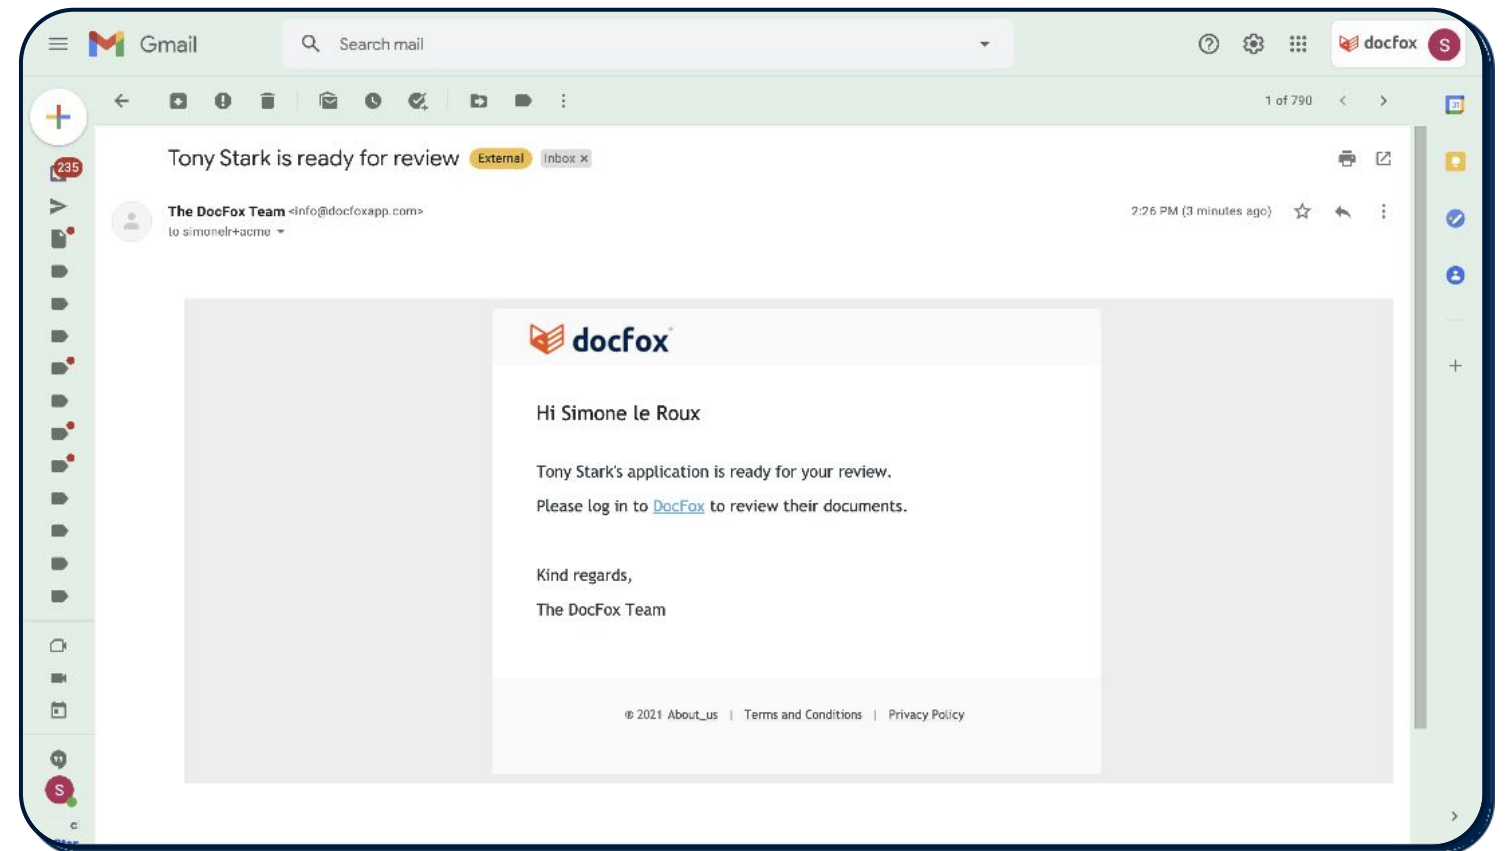 Gmail
Search mail
docfox
S
1 of 790
31
235
Tony Stark is ready for review External Inbox x
The DocFox Team <info@docfoxapp.com>
2:26 PM (3 minutes ago)
to simonelr+acme
docfox
Hi Simone le Roux
Tony Stark's application is ready for your review.
Please log in to DocFox to review their documents.
Kind regards,
The DocFox Team
© 2021 About_us | Terms and Conditions | Privacy Policy
S
c